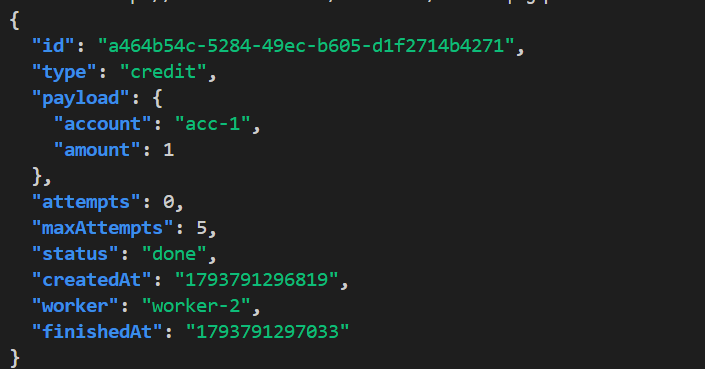 {
"id": "a464b54c-5284-49ec-b605-d1f2714b4271",
"type": "credit",
"payload": {
"account": "acc-1",
"amount": 1
},
"attempts": 0,
"maxAttempts": 5,
"status": "done",
"createdAt": "1793791296819",
"worker": "worker-2",
"finishedAt": "1793791297033"
}